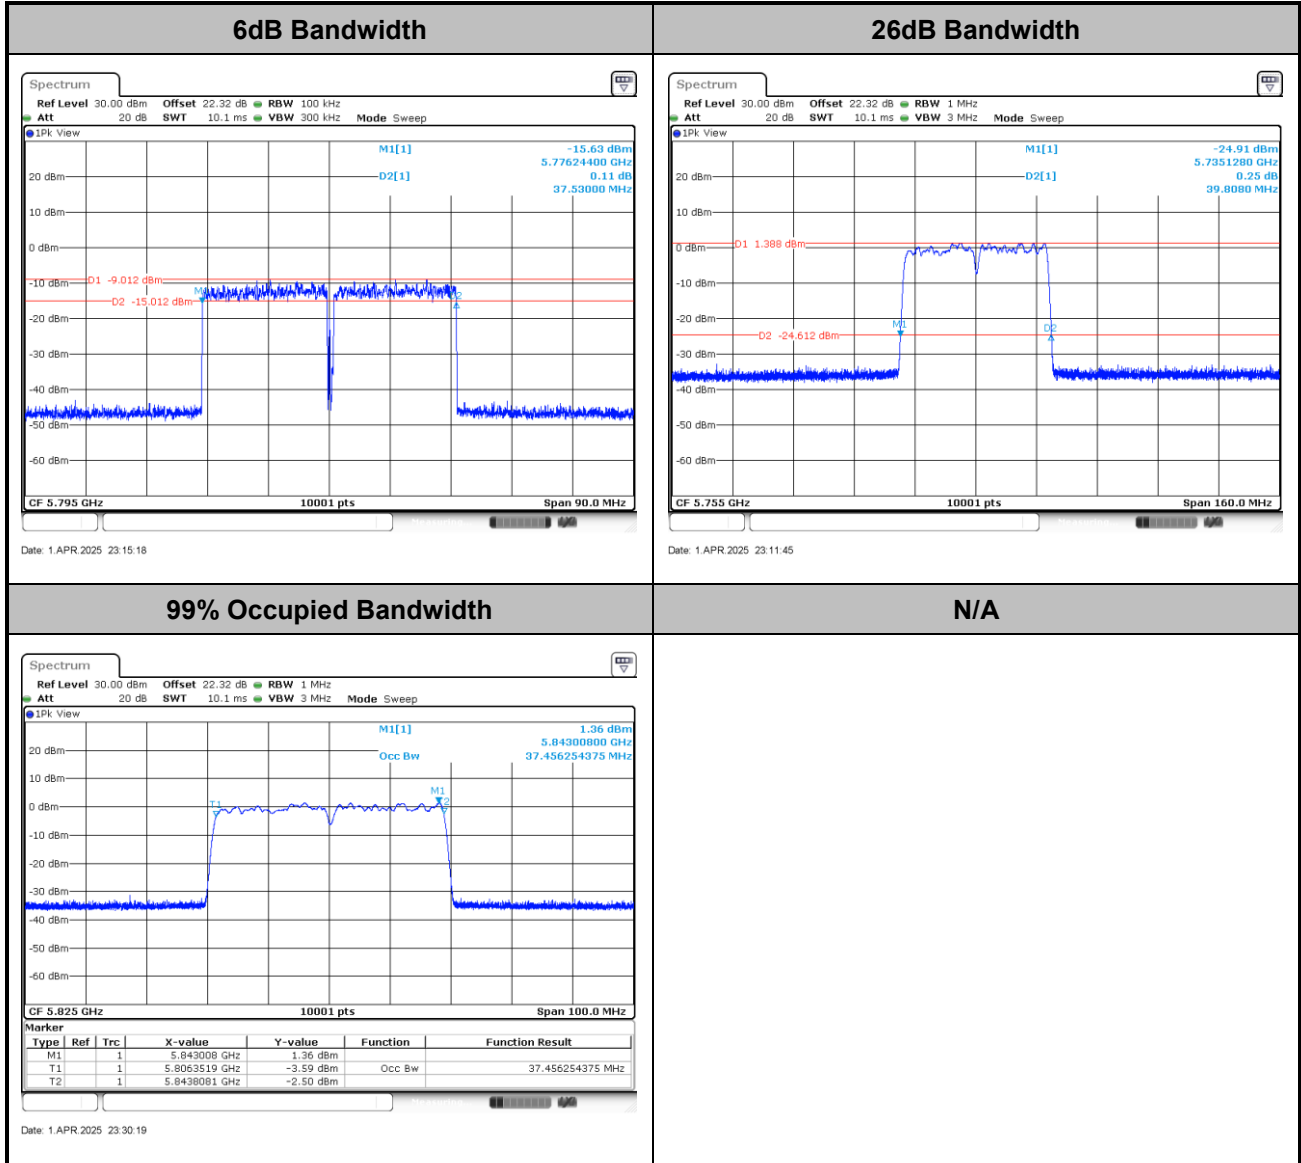 6dB Bandwidth
26dB Bandwidth
Spectrum
Ref Level 30.00 dBm Offset 22.32 dB RBW 100 kHz
Att 20 dB SWT 10.1 ms VBW 300 kHz Mode Sweep
1Pk View
M1[1] -15.63 dBm
5.77624400 GHz
D2[1] 0.11 dB
37.53000 MHz
20 dBm
10 dBm
0 dBm
D1 -9.012 dBm
-10 dBm
M1
D2 -15.012 dBm
D2
-20 dBm
-30 dBm
-40 dBm
-50 dBm
-60 dBm
CF 5.795 GHz 10001 pts Span 90.0 MHz
Date: 1.APR.2025 23:15:18
Spectrum
Ref Level 30.00 dBm Offset 22.32 dB RBW 1 MHz
Att 20 dB SWT 10.1 ms VBW 3 MHz Mode Sweep
1Pk View
M1[1] -24.91 dBm
5.7351280 GHz
D2[1] 0.25 dB
39.8080 MHz
20 dBm
10 dBm
0 dBm
D1 1.388 dBm
-10 dBm
-20 dBm
M1
D2
D2 -24.612 dBm
-30 dBm
-40 dBm
-50 dBm
-60 dBm
CF 5.755 GHz 10001 pts Span 160.0 MHz
Date: 1.APR.2025 23:11:45
99% Occupied Bandwidth
N/A
Spectrum
Ref Level 30.00 dBm Offset 22.32 dB RBW 1 MHz
Att 20 dB SWT 10.1 ms VBW 3 MHz Mode Sweep
1Pk View
M1[1] 1.36 dBm
5.84300800 GHz
Occ Bw 37.456254375 MHz
20 dBm
10 dBm
M1
0 dBm
T1
T2
-10 dBm
-20 dBm
-30 dBm
-40 dBm
-50 dBm
-60 dBm
CF 5.825 GHz 10001 pts Span 100.0 MHz
Marker
Type Ref Trc X-value Y-value Function Function Result
M1 1 5.843008 GHz 1.36 dBm
T1 1 5.8063519 GHz -3.59 dBm Occ Bw 37.456254375 MHz
T2 1 5.8438081 GHz -2.50 dBm
Date: 1.APR.2025 23:30:19